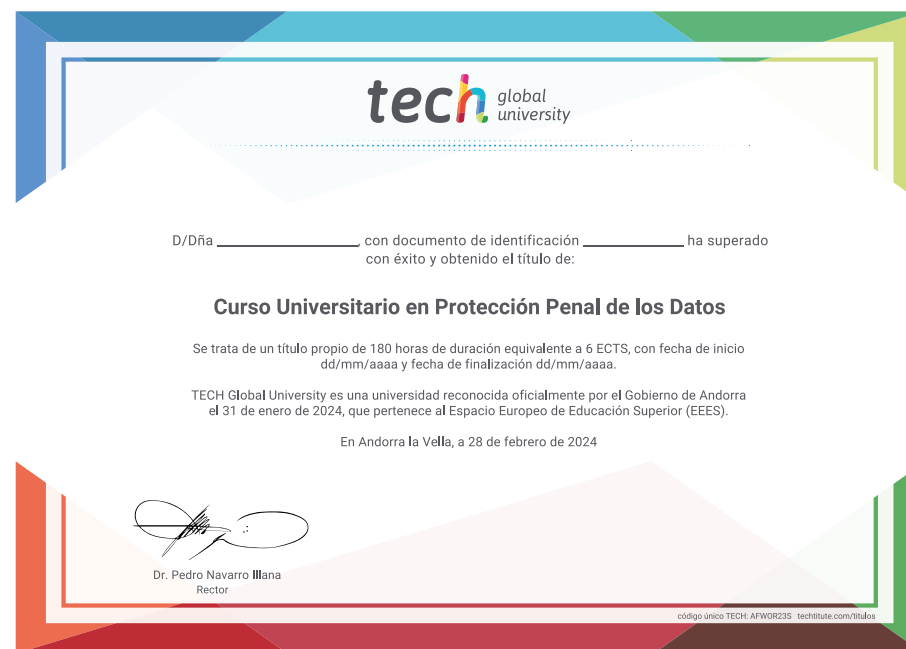 tech global
university
D/Dña ____________________, con documento de identificación ______________ ha superado
con éxito y obtenido el título de:
Curso Universitario en Protección Penal de los Datos
Se trata de un título propio de 180 horas de duración equivalente a 6 ECTS, con fecha de inicio
dd/mm/aaaa y fecha de finalización dd/mm/aaaa.
TECH Global University es una universidad reconocida oficialmente por el Gobierno de Andorra
el 31 de enero de 2024, que pertenece al Espacio Europeo de Educación Superior (EEES).
En Andorra la Vella, a 28 de febrero de 2024
Dr. Pedro Navarro Illana
Rector
código único TECH: AFWOR23S techtitute.com/titulos